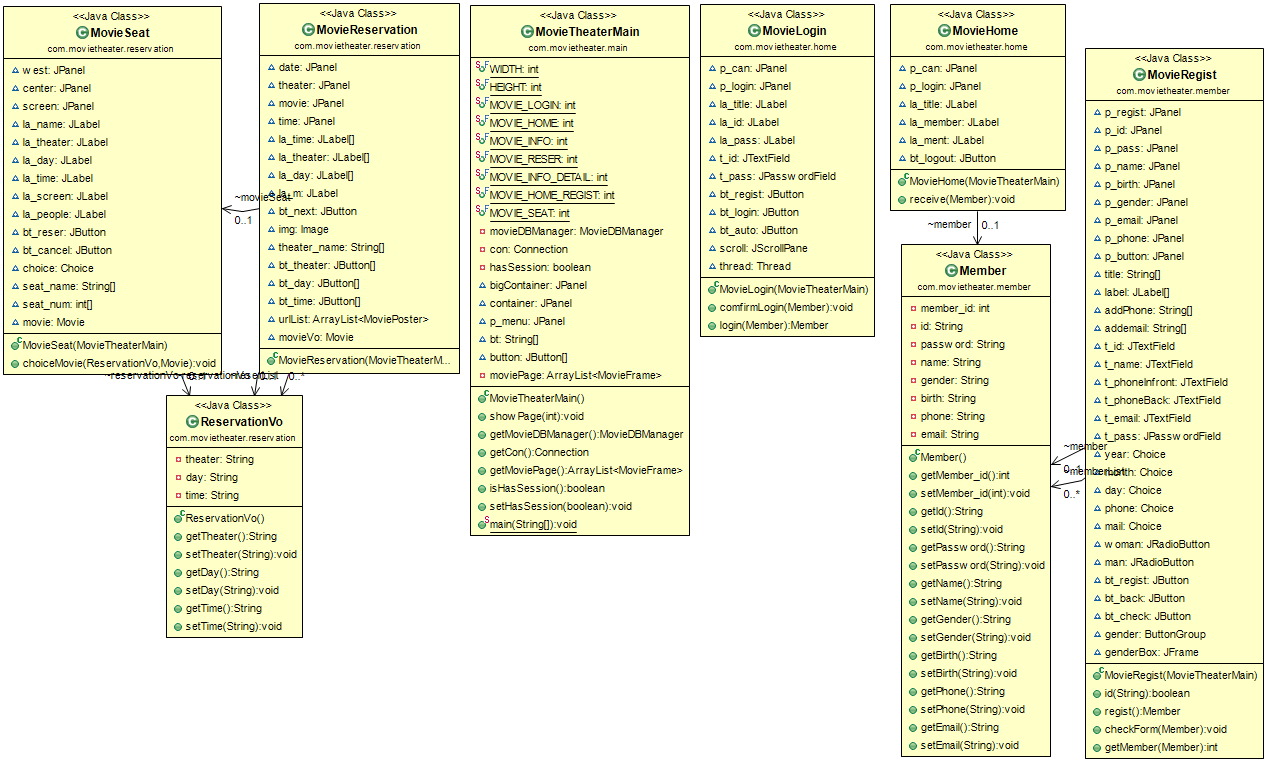 <<Java Class>>
MovieSeat
com.movietheater.reservation
west: JPanel
center: JPanel
screen: JPanel
la_name: JLabel
la_theater: JLabel
la_day: JLabel
la_time: JLabel
la_screen: JLabel
la_people: JLabel
bt_reser: JButton
bt_cancel: JButton
choice: Choice
seat_name: String[]
seat_num: int[]
movie: Movie
MovieSeat(MovieTheaterMain)
choiceMovie(ReservationVo,Movie):void
<<Java Class>>
MovieReservation
com.movietheater.reservation
date: JPanel
theater: JPanel
movie: JPanel
time: JPanel
la_time: JLabel[]
la_theater: JLabel[]
la_day: JLabel[]
la_m: JLabel
bt_next: JButton
img: Image
theater_name: String[]
bt_theater: JButton[]
bt_day: JButton[]
bt_time: JButton[]
urlList: ArrayList<MoviePoster>
movieVo: Movie
MovieReservation(MovieTheaterM...
~movieSeat
0..1
~reservationVo
0..1
0..*
<<Java Class>>
ReservationVo
com.movietheater.reservation
theater: String
day: String
time: String
ReservationVo()
getTheater():String
setTheater(String):void
getDay():String
setDay(String):void
getTime():String
setTime(String):void
<<Java Class>>
MovieTheaterMain
com.movietheater.main
WIDTH: int
HEIGHT: int
MOVIE_LOGIN: int
MOVIE_HOME: int
MOVIE_INFO: int
MOVIE_RESER: int
MOVIE_INFO_DETAIL: int
MOVIE_HOME_REGIST: int
MOVIE_SEAT: int
movieDBManager: MovieDBManager
con: Connection
hasSession: boolean
bigContainer: JPanel
container: JPanel
p_menu: JPanel
bt: String[]
button: JButton[]
moviePage: ArrayList<MovieFrame>
MovieTheaterMain()
showPage(int):void
getMovieDBManager():MovieDBManager
getCon():Connection
getMoviePage():ArrayList<MovieFrame>
isHasSession():boolean
setHasSession(boolean):void
main(String[]):void
<<Java Class>>
MovieLogin
com.movietheater.home
p_can: JPanel
p_login: JPanel
la_title: JLabel
la_id: JLabel
la_pass: JLabel
t_id: JTextField
t_pass: JPasswordField
bt_regist: JButton
bt_login: JButton
bt_auto: JButton
scroll: JScrollPane
thread: Thread
MovieLogin(MovieTheaterMain)
comfirmLogin(Member):void
login(Member):Member
<<Java Class>>
MovieHome
com.movietheater.home
p_can: JPanel
p_login: JPanel
la_title: JLabel
la_member: JLabel
la_ment: JLabel
bt_logout: JButton
MovieHome(MovieTheaterMain)
receive(Member):void
~member
0..1
<<Java Class>>
Member
com.movietheater.member
member_id: int
id: String
password: String
name: String
gender: String
birth: String
phone: String
email: String
Member()
getMember_id():int
setMember_id(int):void
getId():String
setId(String):void
getPassword():String
setPassword(String):void
getName():String
setName(String):void
getGender():String
setGender(String):void
getBirth():String
setBirth(String):void
getPhone():String
setPhone(String):void
getEmail():String
setEmail(String):void
<<Java Class>>
MovieRegist
com.movietheater.member
p_regist: JPanel
p_id: JPanel
p_pass: JPanel
p_name: JPanel
p_birth: JPanel
p_gender: JPanel
p_email: JPanel
p_phone: JPanel
p_button: JPanel
title: String[]
label: JLabel[]
addPhone: String[]
addemail: String[]
t_id: JTextField
t_name: JTextField
t_phoneInfront: JTextField
t_phoneBack: JTextField
t_email: JTextField
t_pass: JPasswordField
year: Choice
month: Choice
day: Choice
phone: Choice
mail: Choice
woman: JRadioButton
man: JRadioButton
bt_regist: JButton
bt_back: JButton
bt_check: JButton
gender: ButtonGroup
genderBox: JFrame
MovieRegist(MovieTheaterMain)
id(String):boolean
regist():Member
checkForm(Member):void
getMember(Member):int
~member
0..1
~memberList
0..*